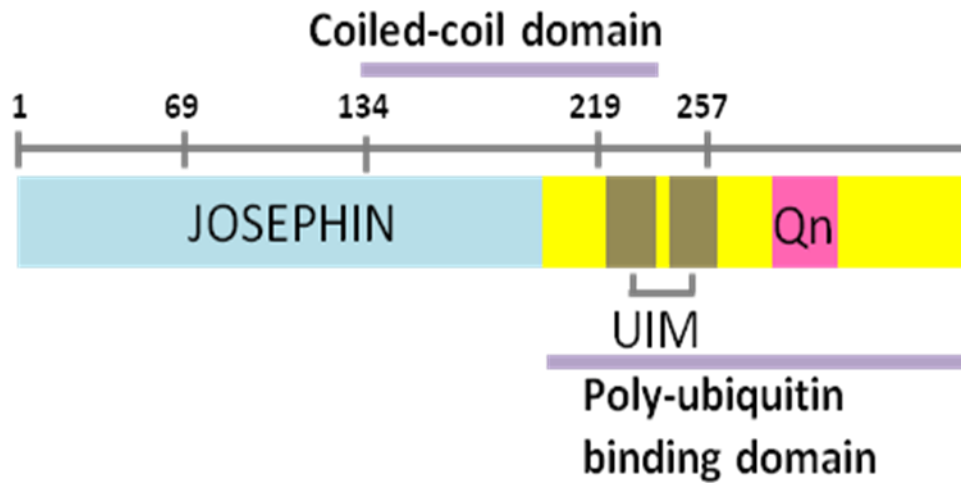 Coiled-coil domain
1 69 134 219 257
JOSEPHIN Qn
UIM
Poly-ubiquitin
binding domain